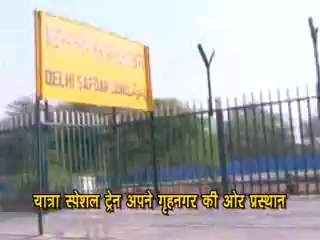 DELHI SAFDAR JUNG
यात्रा स्पेशल ट्रेन अपने गृहनगर की ओर प्रस्थान